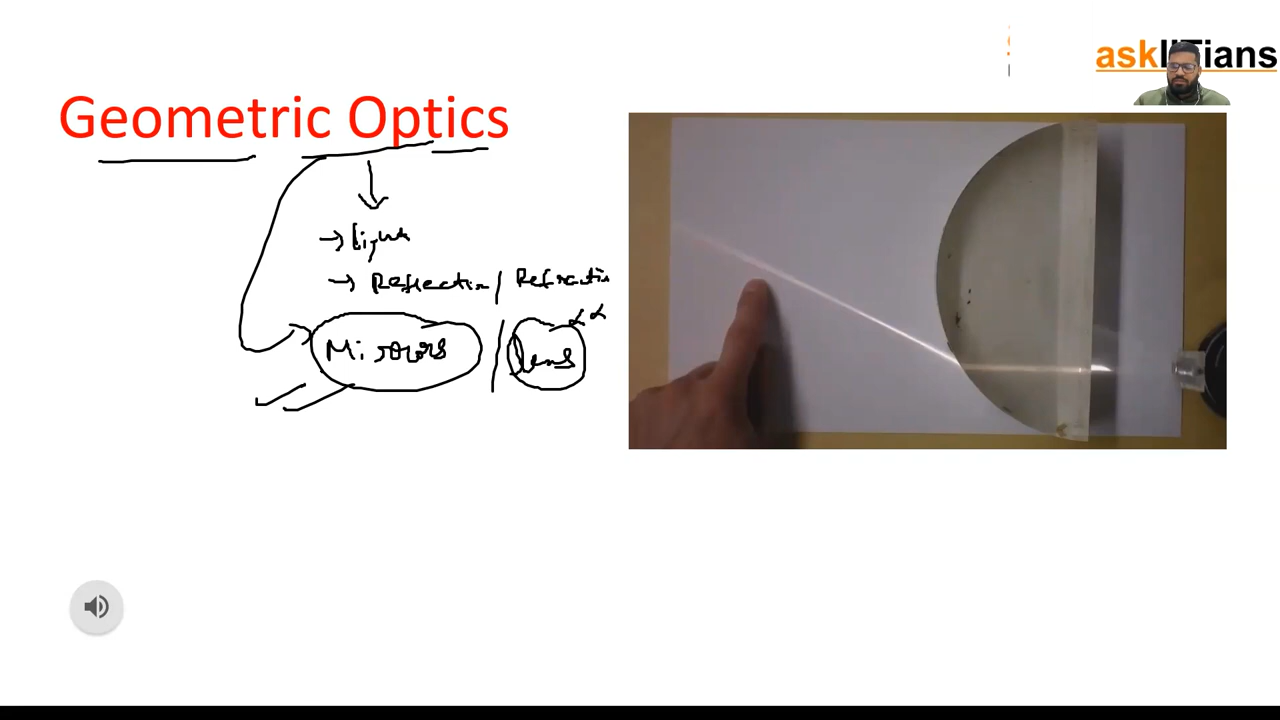 askIITians
Geometric Optics
→ Light
→ Reflection / Refraction
Mirrors / lens